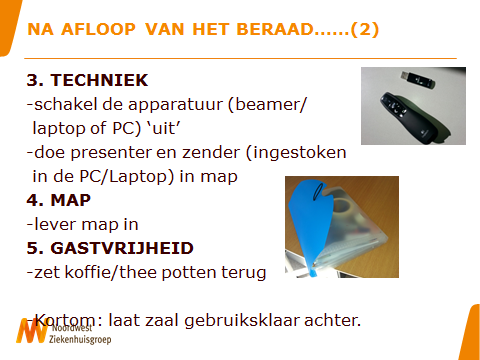 NA AFLOOP VAN HET BERAAD......(2)
3. TECHNIEK
-schakel de apparatuur (beamer/
laptop of PC) ‘uit’
-doe presenter en zender (ingestoken
in de PC/Laptop) in map
4. MAP
-lever map in
5. GASTVRIJHEID
-zet koffie/thee potten terug
-Kortom: laat zaal gebruiksklaar achter.
Noordwest
Ziekenhuisgroep